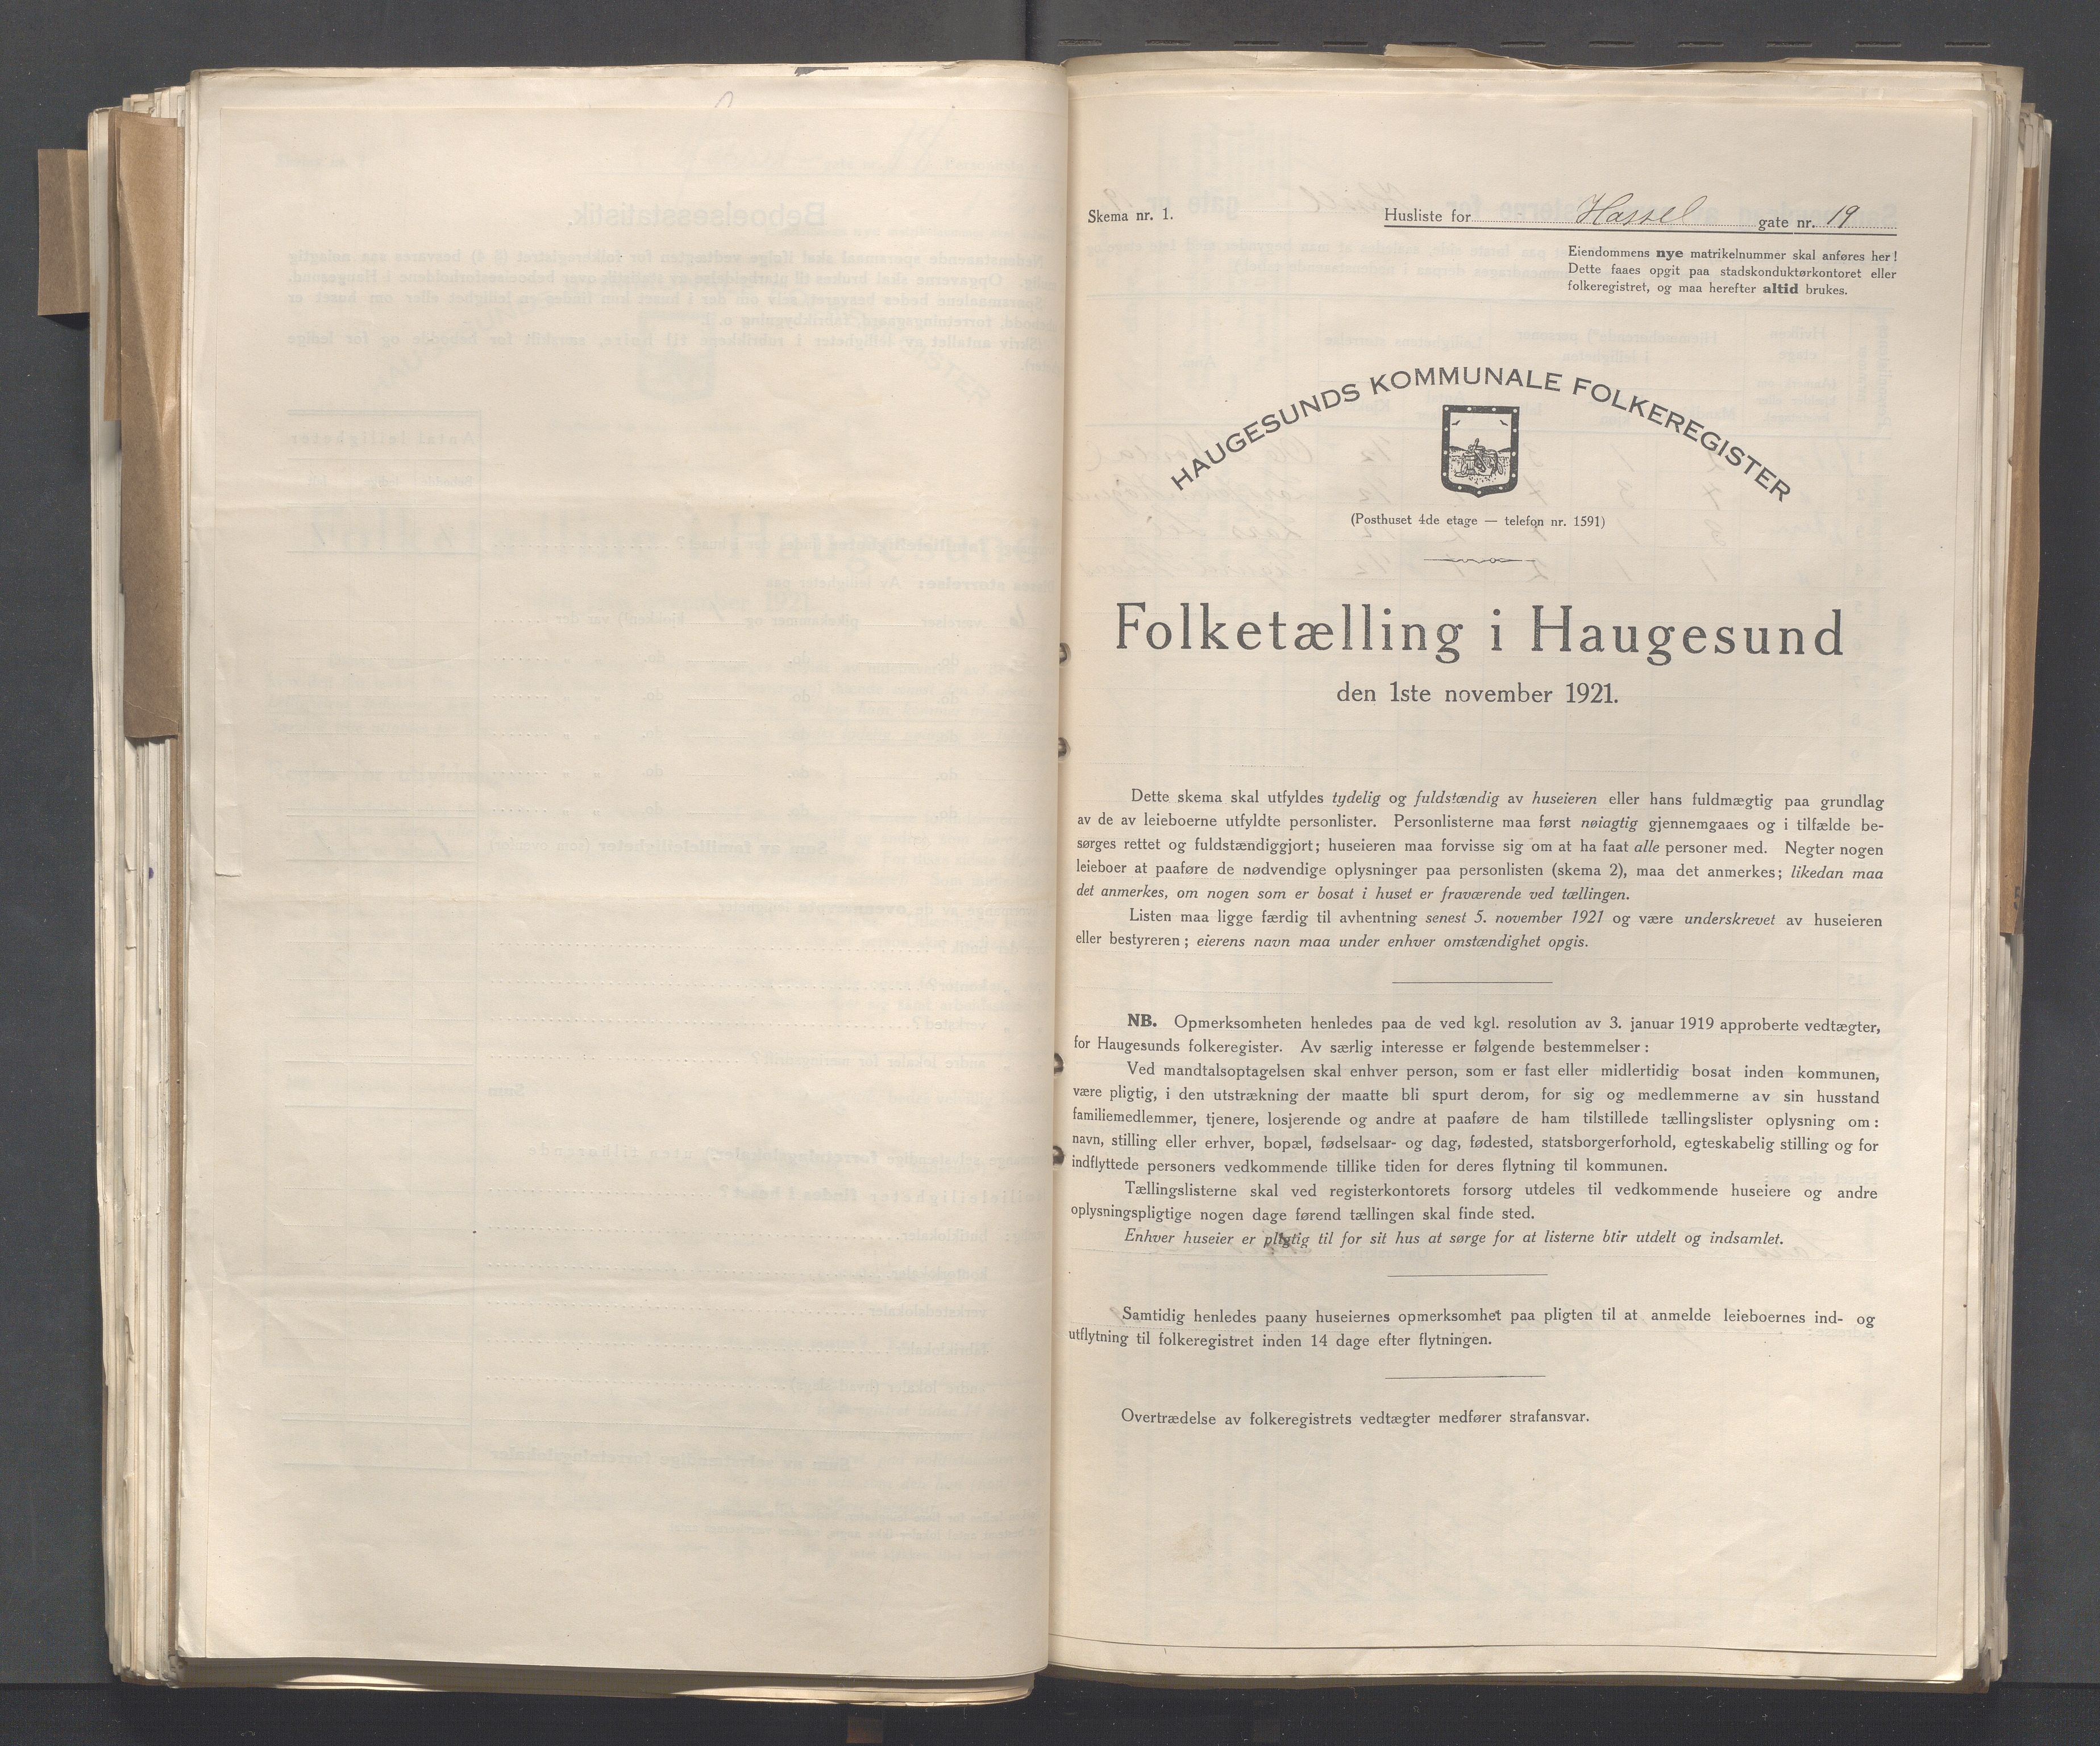 Skema nr. 1.
Husliste for Hassel gate nr. 19
Eiendommens nye matrikelnummer skal anføres her!
Dette faaes opgit paa stadskonduktørkontoret eller
folkeregistret, og maa herefter altid brukes.
HAUGESUNDS KOMMUNALE FOLKEREGISTER
(Posthuset 4de etage — telefon nr. 1591)
Folketælling i Haugesund
den 1ste november 1921.
Dette skema skal utfyldes tydelig og fuldstændig av huseieren eller hans fuldmægtig paa grundlag
av de av leieboerne utfyldte personlister. Personlisterne maa først nøiagtig gjennemgaaes og i tilfælde be-
sørges rettet og fuldstændiggjort; huseieren maa forvisse sig om at ha faat alle personer med. Negter nogen
leieboer at paaføre de nødvendige oplysninger paa personlisten (skema 2), maa det anmerkes; likedan maa
det anmerkes, om nogen som er bosat i huset er fraværende ved tællingen.
Listen maa ligge færdig til avhentning senest 5. november 1921 og være underskrevet av huseieren
eller bestyreren; eierens navn maa under enhver omstændighet opgis.
NB. Opmerksomheten henledes paa de ved kgl. resolution av 3. januar 1919 approberte vedtægter,
for Haugesunds folkeregister. Av særlig interesse er følgende bestemmelser:
Ved mandtalsoptagelsen skal enhver person, som er fast eller midlertidig bosat inden kommunen,
være pligtig, i den utstrækning der maatte bli spurt derom, for sig og medlemmerne av sin husstand
familiemedlemmer, tjenere, losjerende og andre at paaføre de ham tilstillede tællingslister oplysning om:
navn, stilling eller erhver, bopæl, fødselsaar- og dag, fødested, statsborgerforhold, egteskabelig stilling og for
indflyttede personers vedkommende tillike tiden for deres flytning til kommunen.
Tællingslisterne skal ved registerkontorets forsorg utdeles til vedkommende huseiere og andre
oplysningspligtige nogen dage førend tællingen skal finde sted.
Enhver huseier er pligtig til for sit hus at sørge for at listerne blir utdelt og indsamlet.
Samtidig henledes paany huseiernes opmerksomhet paa pligten til at anmelde leieboernes ind- og
utflytning til folkeregistret inden 14 dage efter flytningen.
Overtrædelse av folkeregistrets vedtægter medfører strafansvar.